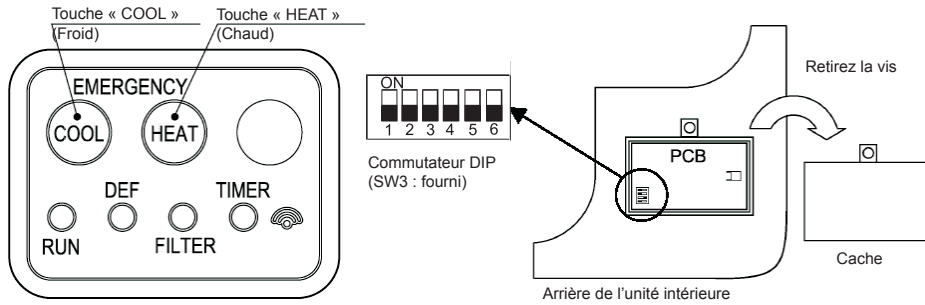 Touche « COOL »
(Froid)
Touche « HEAT »
(Chaud)
EMERGENCY
COOL
HEAT
DEF
TIMER
RUN
FILTER
ON
1 2 3 4 5 6
Commutateur DIP
(SW3 : fourni)
Retirez la vis
PCB
Cache
Arrière de l'unité intérieure